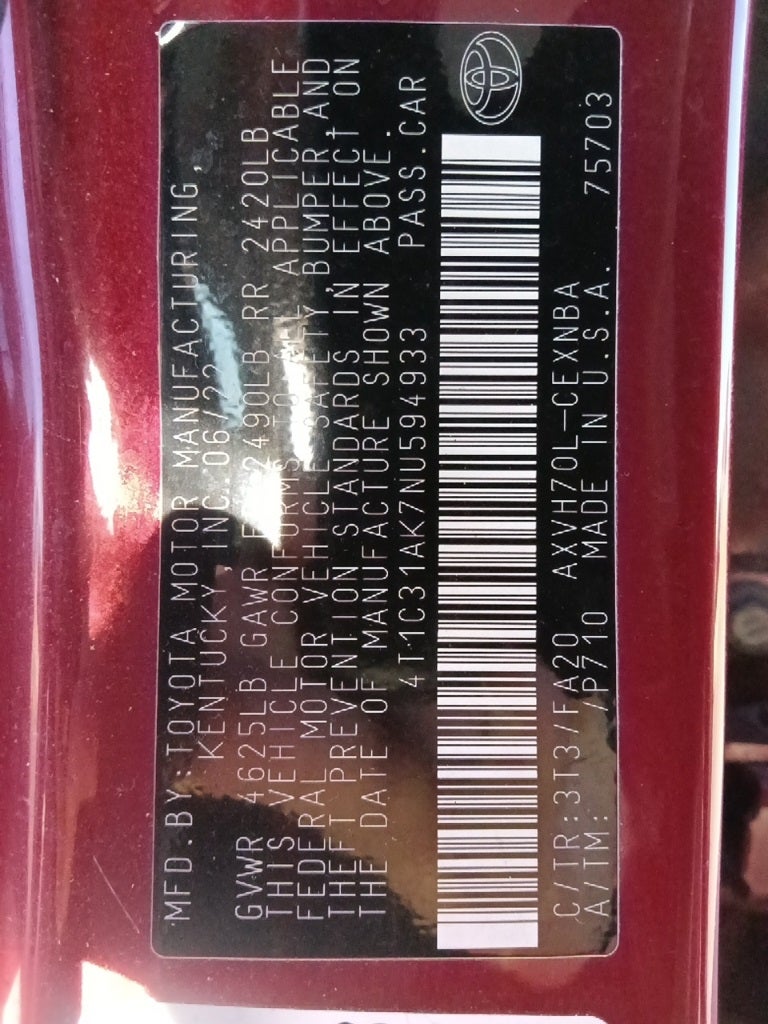 MFD.BY:TOYOTA MOTOR MANUFACTURING,
KENTUCKY,INC.06/22
GVWR 4625LB GAWR FR 2490LB RR 2420LB
THIS VEHICLE CONFORMS TO ALL APPLICABLE
FEDERAL MOTOR VEHICLE SAFETY, BUMPER,AND
THEFT PREVENTION STANDARDS IN EFFECT ON
THE DATE OF MANUFACTURE SHOWN ABOVE.
4T1C31AK7NU594933 PASS.CAR
C/TR:3T3/FA20 AXVH70L-CEXNBA
A/TM: /P710 MADE IN U.S.A. 75703